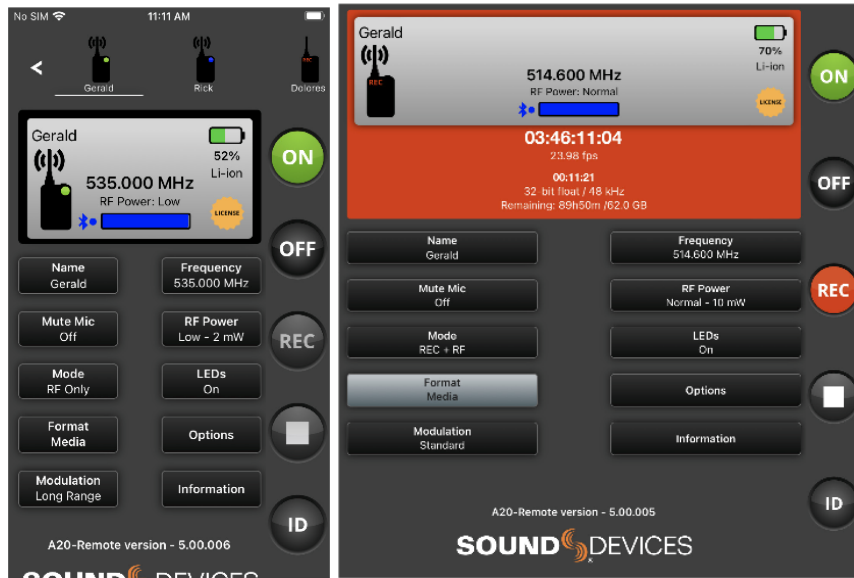 No SIM 11:11 AM
<
REC
Gerald Rick Dolores
Gerald
52%
Li-ion
535.000 MHz
RF Power: Low
LICENSE
ON
OFF
REC
ID
Name
Gerald
Frequency
535.000 MHz
Mute Mic
Off
RF Power
Low - 2 mW
Mode
RF Only
LEDs
On
Format
Media
Options
Modulation
Long Range
Information
A20-Remote version - 5.00.006
SOUND DEVICES
Gerald
REC
70%
Li-ion
514.600 MHz
RF Power: Normal
LICENSE
03:46:11:04
23.98 fps
00:11:21
32-bit float / 48 kHz
Remaining: 89h50m /62.0 GB
ON
OFF
REC
ID
Name
Gerald
Frequency
514.600 MHz
Mute Mic
Off
RF Power
Normal - 10 mW
Mode
REC + RF
LEDs
On
Format
Media
Options
Modulation
Standard
Information
A20-Remote version - 5.00.005
SOUND DEVICES